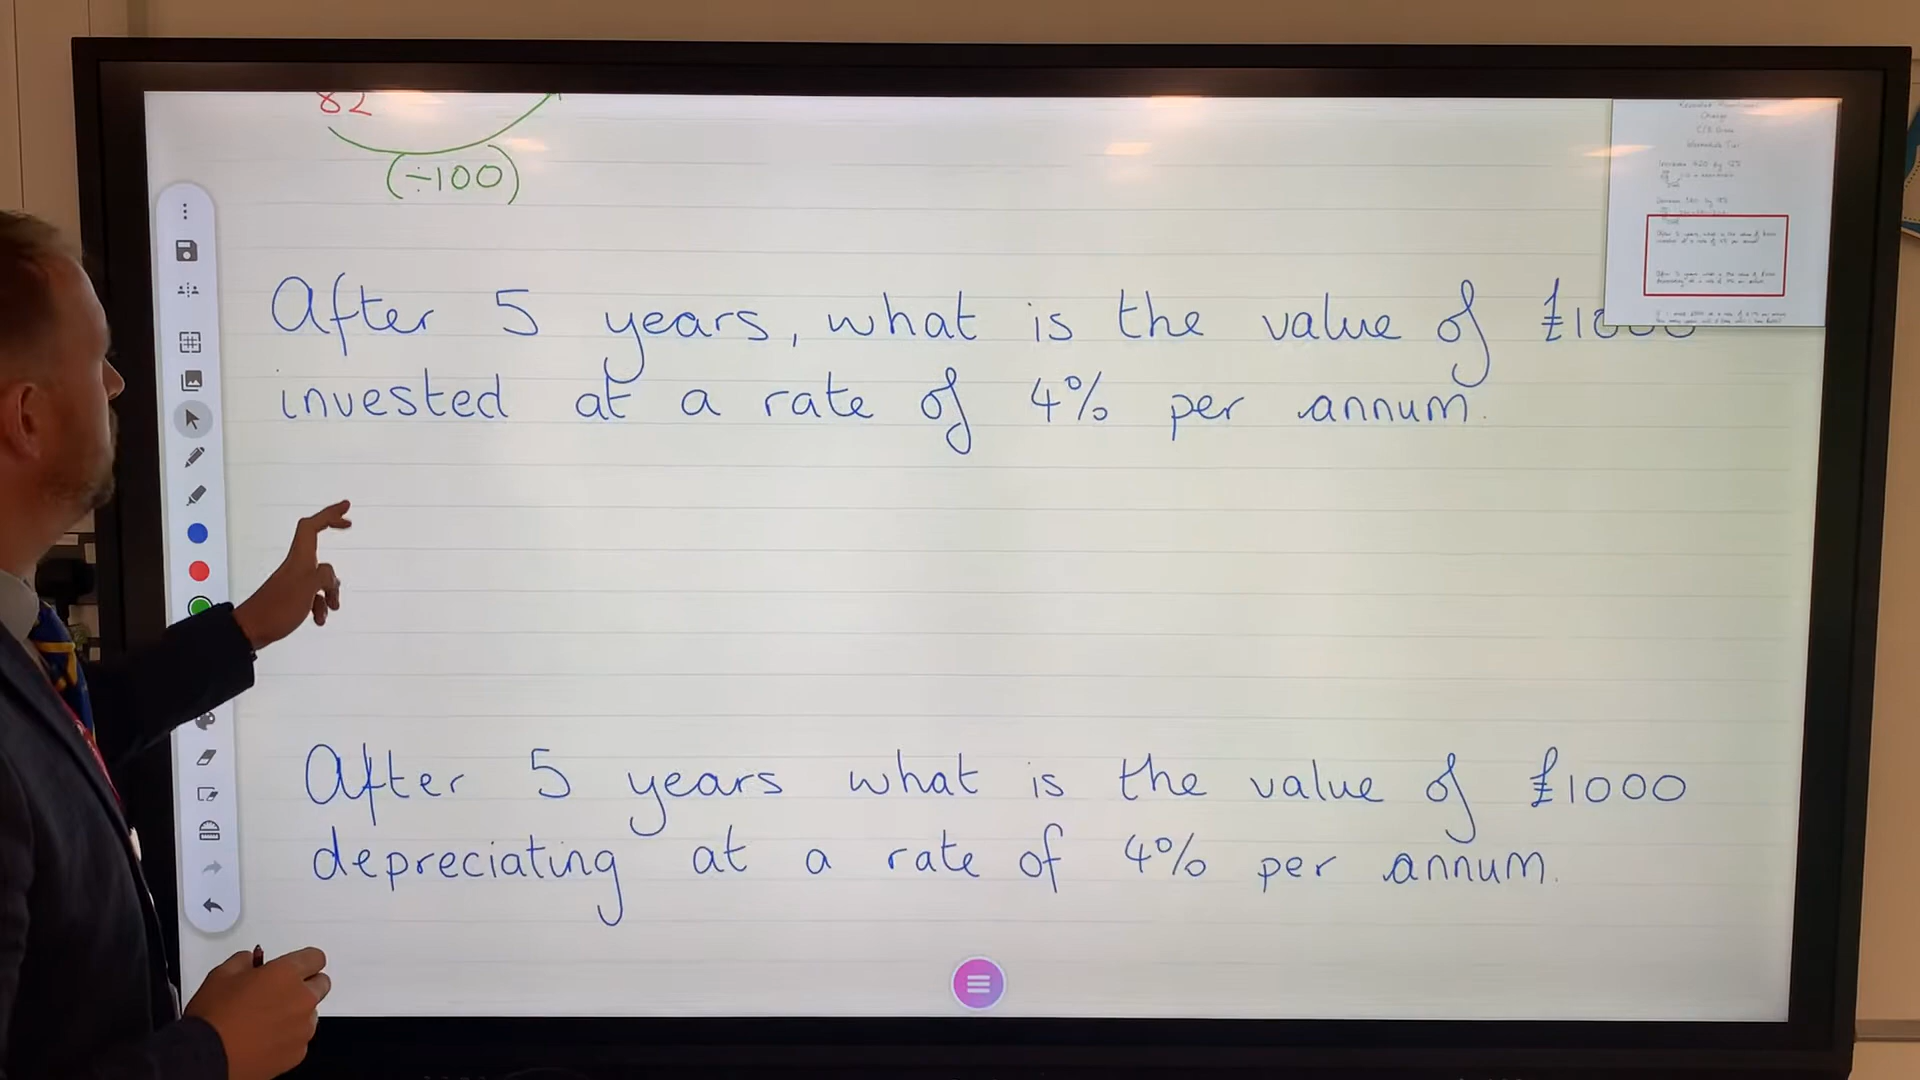 82
(÷100)
After 5 years, what is the value of £1000
invested at a rate of 4% per annum.
After 5 years what is the value of £1000
depreciating at a rate of 4% per annum.